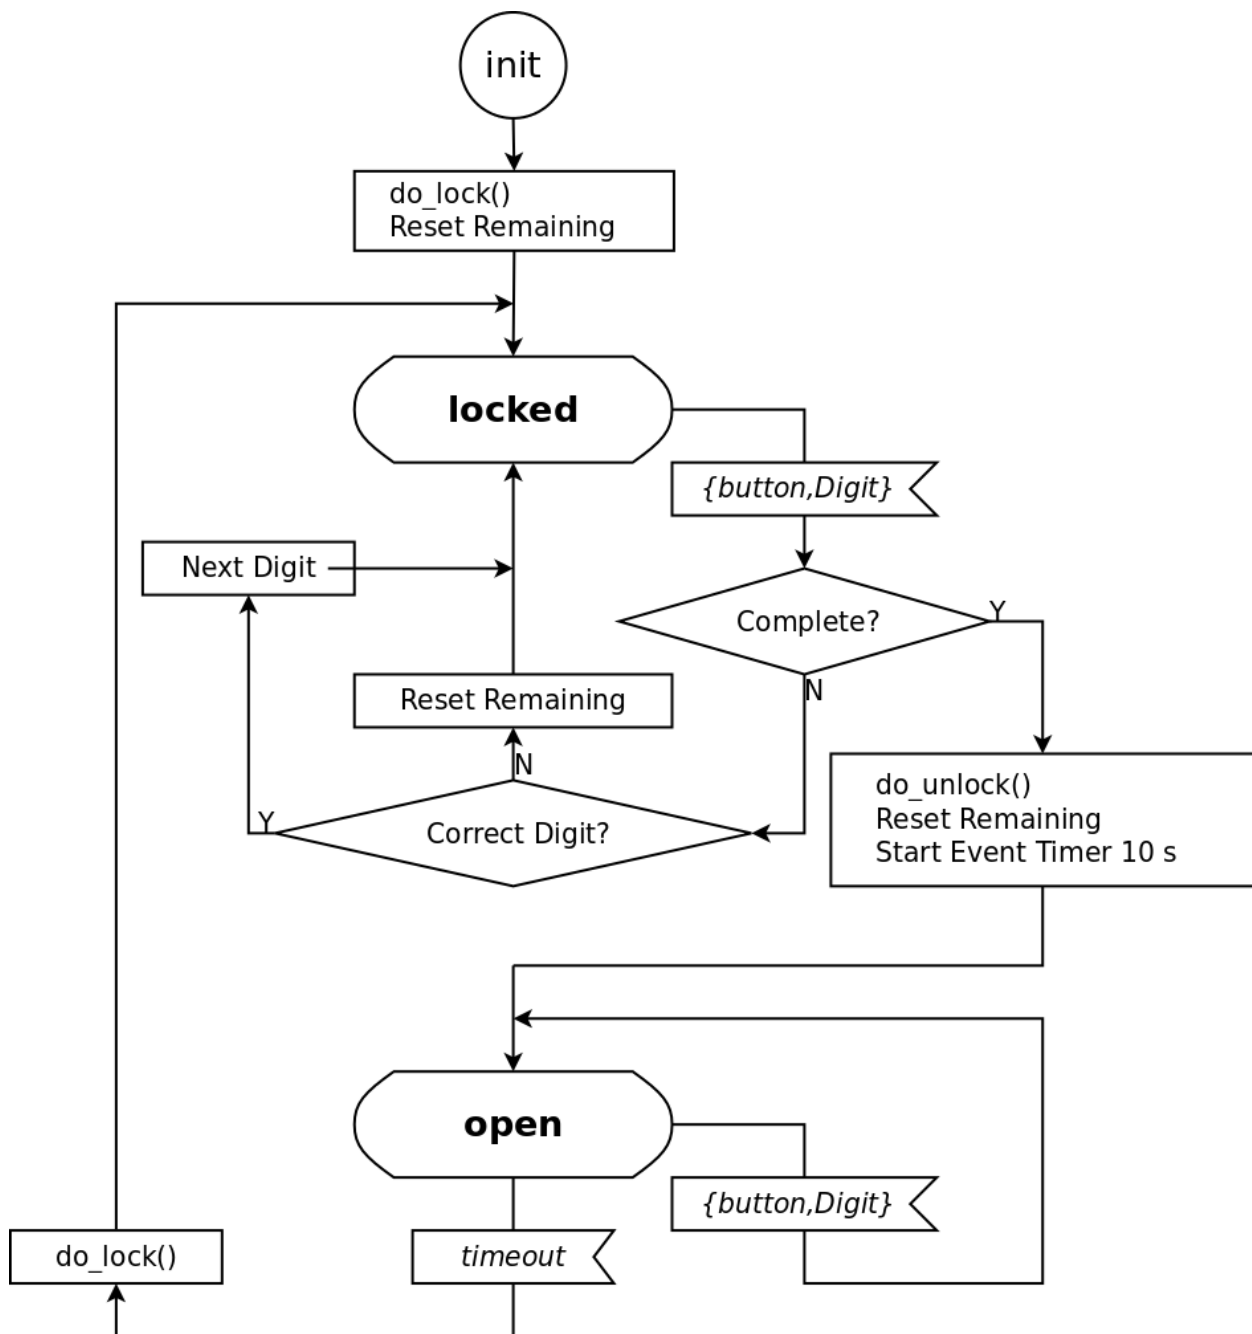 init
do_lock()
Reset Remaining
locked
{button,Digit}
Next Digit
Complete?
Y
N
Reset Remaining
N
Y
Correct Digit?
do_unlock()
Reset Remaining
Start Event Timer 10 s
open
{button,Digit}
do_lock()
timeout